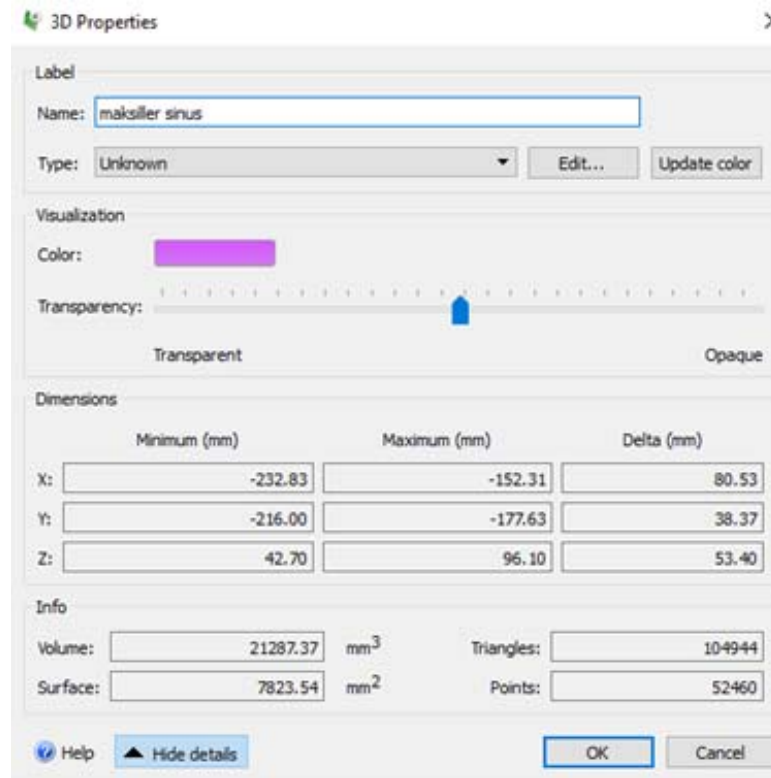 3D Properties
Label
Name: maksiller sinus
Type: Unknown Edit... Update color
Visualization
Color:
Transparency:
Transparent Opaque
Dimensions
Minimum (mm) Maximum (mm) Delta (mm)
X: -232.83 -152.31 80.53
Y: -216.00 -177.63 38.37
Z: 42.70 96.10 53.40
Info
Volume: 21287.37 mm3 Triangles: 104944
Surface: 7823.54 mm2 Points: 52460
Help Hide details OK Cancel